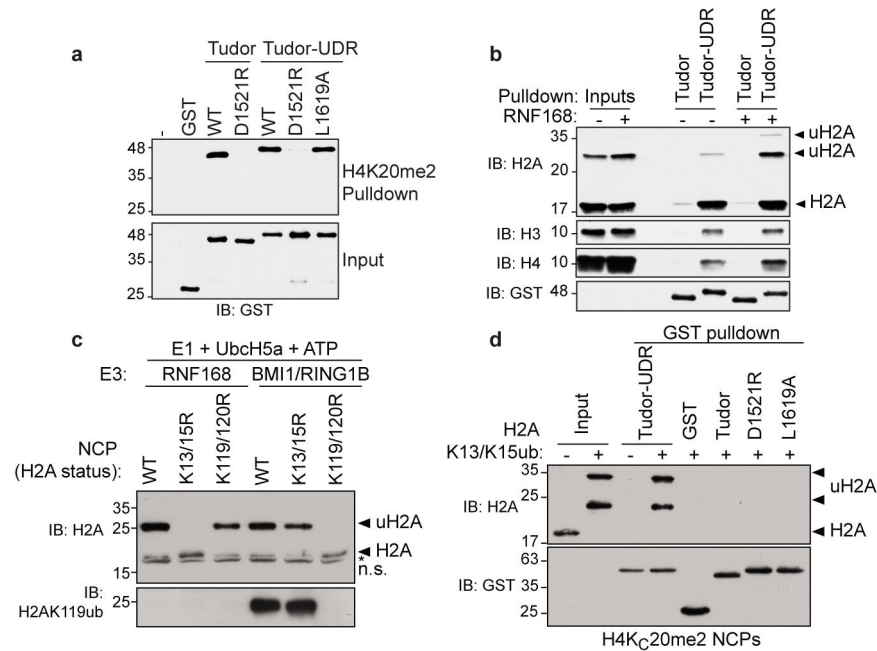 a
Tudor Tudor-UDR
- GST WT D1521R WT D1521R L1619A
48
35
25
H4K20me2
Pulldown
48
35
25
Input
IB: GST
b
Tudor Tudor-UDR Tudor Tudor-UDR
Pulldown: Inputs
RNF168: - + - - + +
35
20
17
IB: H2A
uH2A
uH2A
H2A
IB: H3 10
IB: H4 10
IB: GST 48
c
E1 + UbcH5a + ATP
E3: RNF168 BMI1/RING1B
NCP
(H2A status):
WT K13/15R K119/120R WT K13/15R K119/120R
35
25
15
IB: H2A
uH2A
H2A
*
n.s.
IB:
H2AK119ub
25
d
GST pulldown
Input Tudor-UDR GST Tudor D1521R L1619A
H2A
K13/K15ub: - + - + + + + +
35
25
17
IB: H2A
uH2A
H2A
63
35
25
IB: GST
H4KC20me2 NCPs